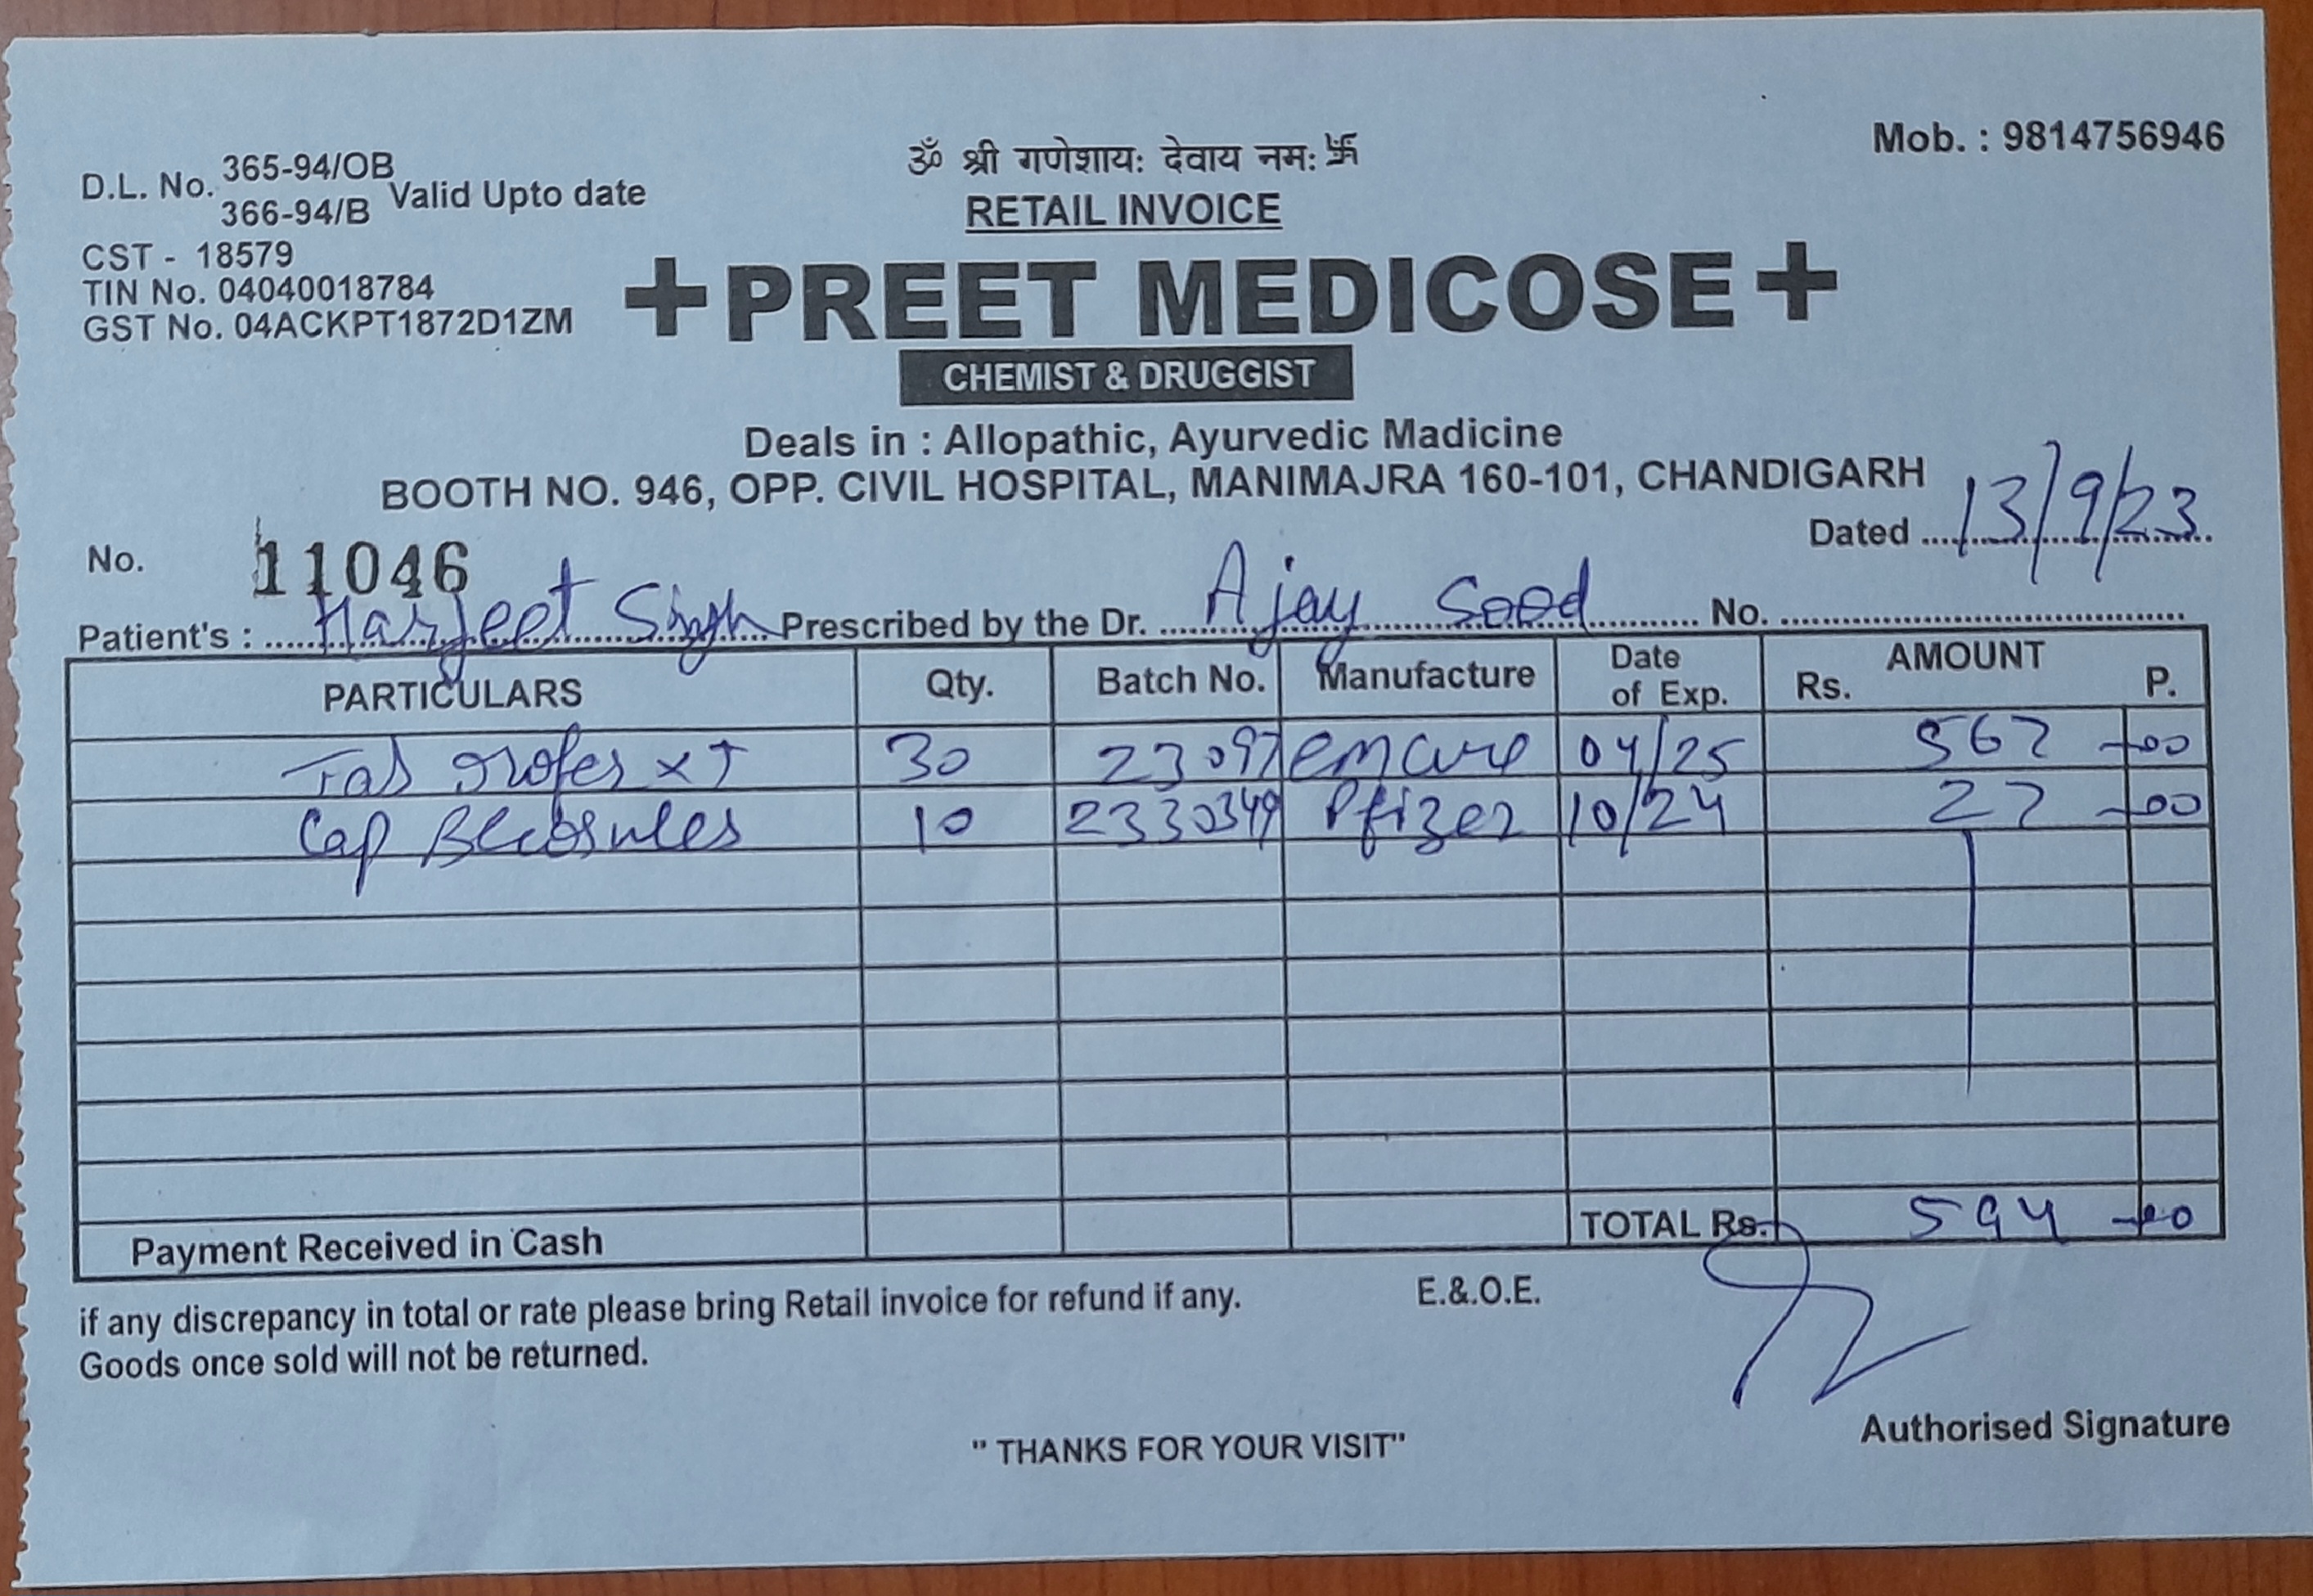 ॐ श्री गणेशायः देवाय नमः 卐
Mob. : 9814756946
D.L. No. 365-94/OB
366-94/B Valid Upto date
RETAIL INVOICE
CST - 18579
TIN No. 04040018784
GST No. 04ACKPT1872D1ZM
+PREET MEDICOSE+
CHEMIST & DRUGGIST
Deals in : Allopathic, Ayurvedic Madicine
BOOTH NO. 946, OPP. CIVIL HOSPITAL, MANIMAJRA 160-101, CHANDIGARH
No. 11046 Dated 13/9/23
Patient's : Harjeet Singh Prescribed by the Dr. Ajay Sood No.
PARTICULARS Qty. Batch No. Manufacture Date of Exp. AMOUNT Rs. P.
Tab Orofer XT 30 23097 emcure 04/25 567 -00
Cap Becosules 10 2330349 Pfizer 10/24 27 -00
Payment Received in Cash TOTAL Rs. 594 -00
if any discrepancy in total or rate please bring Retail invoice for refund if any. E.&.O.E.
Goods once sold will not be returned.
" THANKS FOR YOUR VISIT"
Authorised Signature